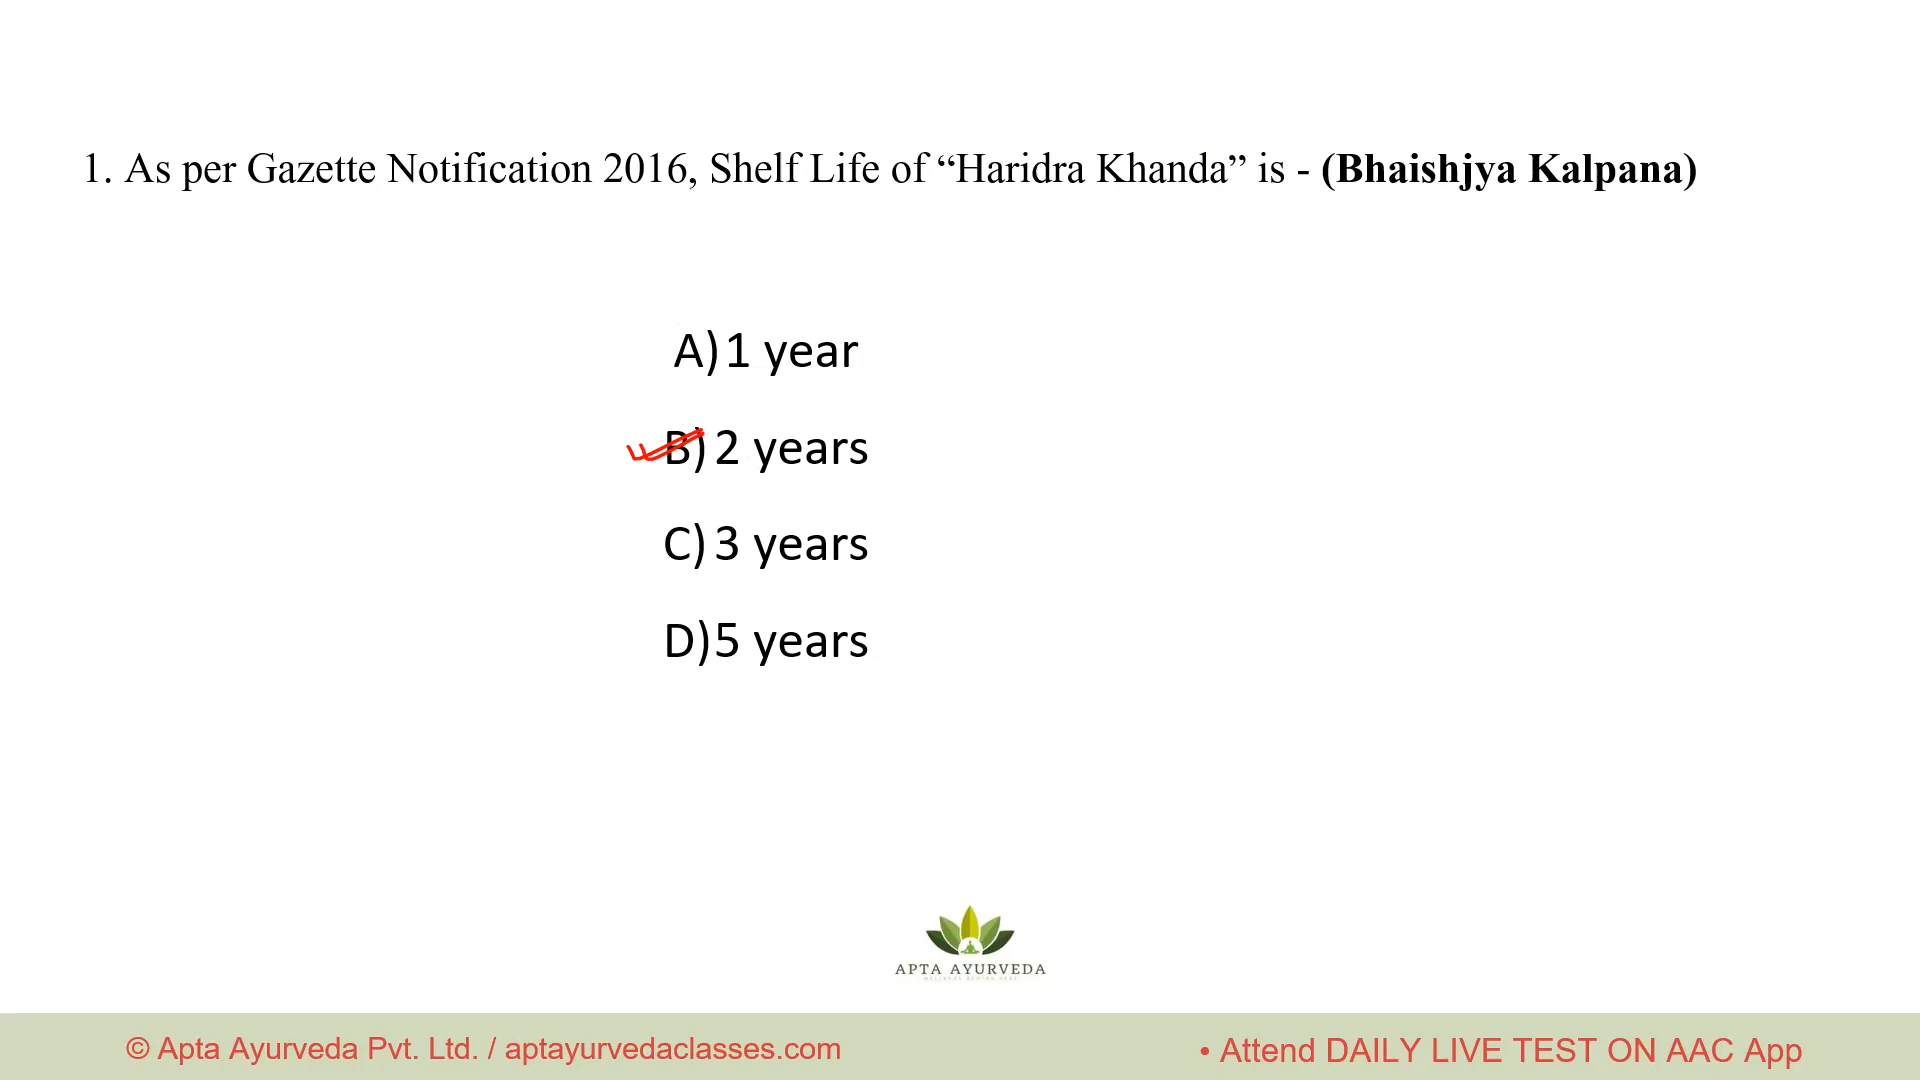 1. As per Gazette Notification 2016, Shelf Life of “Haridra Khanda” is - (Bhaishjya Kalpana)
A) 1 year
B) 2 years
C) 3 years
D) 5 years
APTA AYURVEDA
© Apta Ayurveda Pvt. Ltd. / aptayurvedaclasses.com
• Attend DAILY LIVE TEST ON AAC App